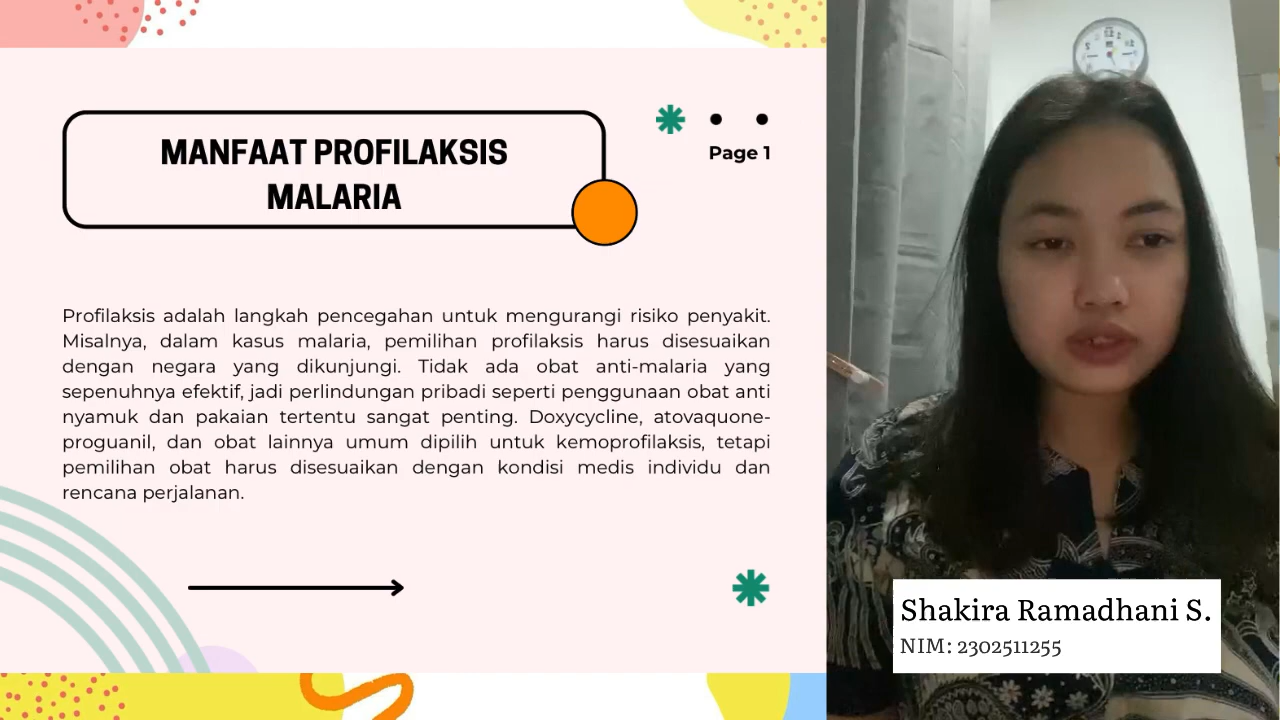 MANFAAT PROFILAKSIS
MALARIA
Page 1
Profilaksis adalah langkah pencegahan untuk mengurangi risiko penyakit.
Misalnya, dalam kasus malaria, pemilihan profilaksis harus disesuaikan
dengan negara yang dikunjungi. Tidak ada obat anti-malaria yang
sepenuhnya efektif, jadi perlindungan pribadi seperti penggunaan obat anti
nyamuk dan pakaian tertentu sangat penting. Doxycycline, atovaquone-
proguanil, dan obat lainnya umum dipilih untuk kemoprofilaksis, tetapi
pemilihan obat harus disesuaikan dengan kondisi medis individu dan
rencana perjalanan.
Shakira Ramadhani S.
NIM: 2302511255